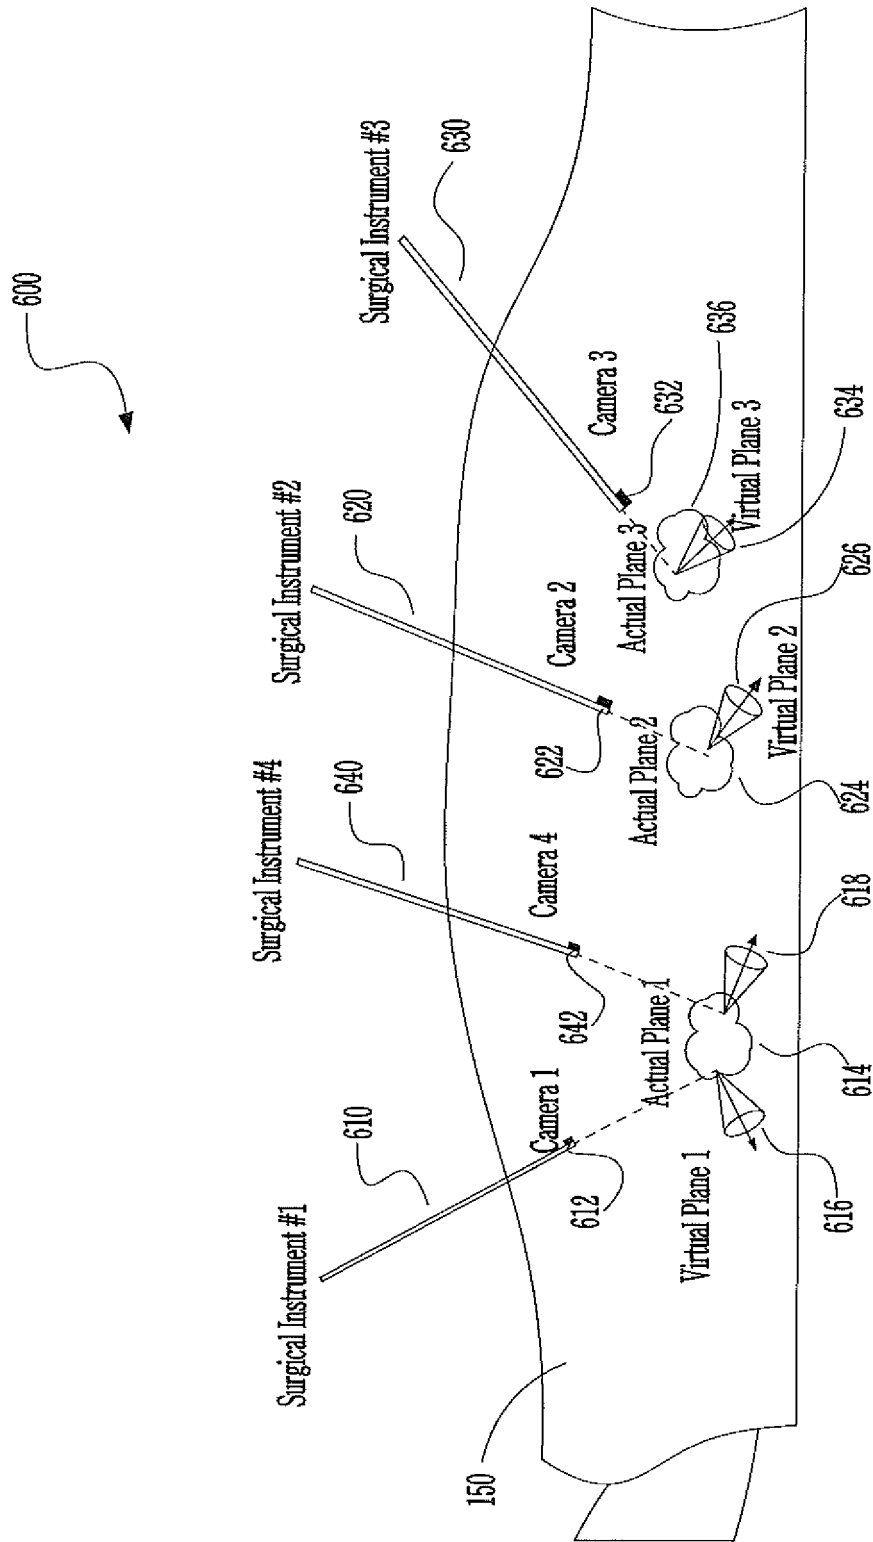 600
Surgical Instrument #1
610
Surgical Instrument #4
640
Surgical Instrument #2
620
Surgical Instrument #3
630
Camera 1
612
Camera 4
642
Camera 2
622
Camera 3
632
Actual Plane 1
Actual Plane 2
Actual Plane 3
636
Virtual Plane 1
616
614
618
624
Virtual Plane 2
626
Virtual Plane 3
634
150